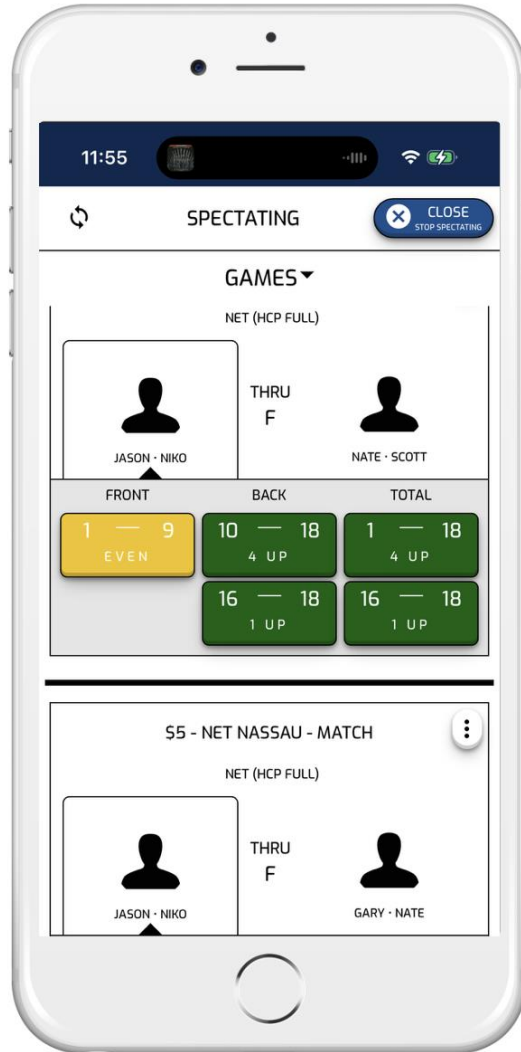 11:55
SPECTATING
CLOSE
STOP SPECTATING
GAMES
NET (HCP FULL)
THRU
F
JASON · NIKO
NATE · SCOTT
FRONT BACK TOTAL
1 — 9 10 — 18 1 — 18
EVEN 4 UP 4 UP
16 — 18 16 — 18
1 UP 1 UP
$5 - NET NASSAU - MATCH
NET (HCP FULL)
THRU
F
JASON · NIKO
GARY · NATE